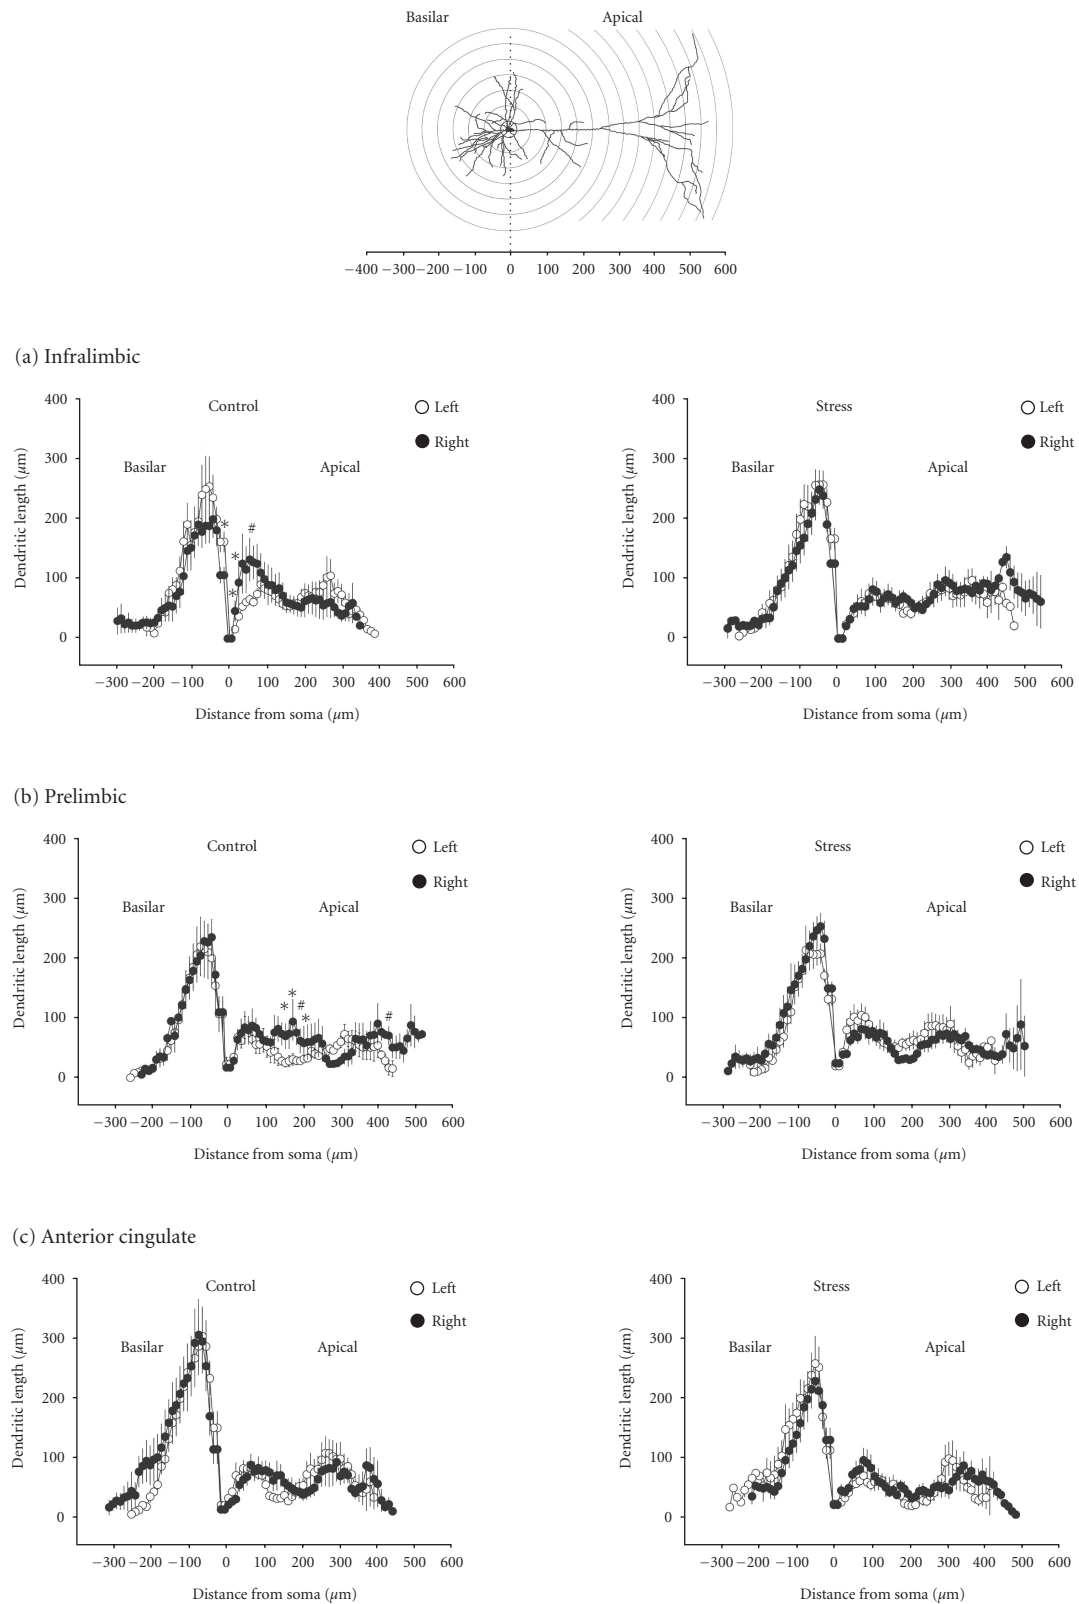 Basilar Apical
−400 −300 −200 −100 0 100 200 300 400 500 600
(a) Infralimbic
400
300
200
100
0
Dendritic length (μm)
Control
Basilar Apical
Left
Right
* # * *
−300 −200 −100 0 100 200 300 400 500 600
Distance from soma (μm)
400
300
200
100
0
Dendritic length (μm)
Stress
Basilar Apical
Left
Right
−300 −200 −100 0 100 200 300 400 500 600
Distance from soma (μm)
(b) Prelimbic
400
300
200
100
0
Dendritic length (μm)
Control
Basilar Apical
Left
Right
* * # * #
−300 −200 −100 0 100 200 300 400 500 600
Distance from soma (μm)
400
300
200
100
0
Dendritic length (μm)
Stress
Basilar Apical
Left
Right
−300 −200 −100 0 100 200 300 400 500 600
Distance from soma (μm)
(c) Anterior cingulate
400
300
200
100
0
Dendritic length (μm)
Control
Basilar Apical
Left
Right
−300 −200 −100 0 100 200 300 400 500 600
Distance from soma (μm)
400
300
200
100
0
Dendritic length (μm)
Stress
Basilar Apical
Left
Right
−300 −200 −100 0 100 200 300 400 500 600
Distance from soma (μm)